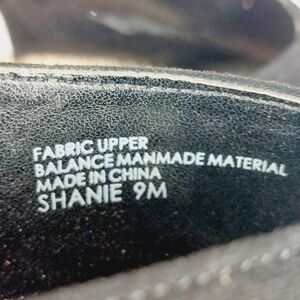 FABRIC UPPER
BALANCE MANMADE MATERIAL
MADE IN CHINA
SHANIE 9M